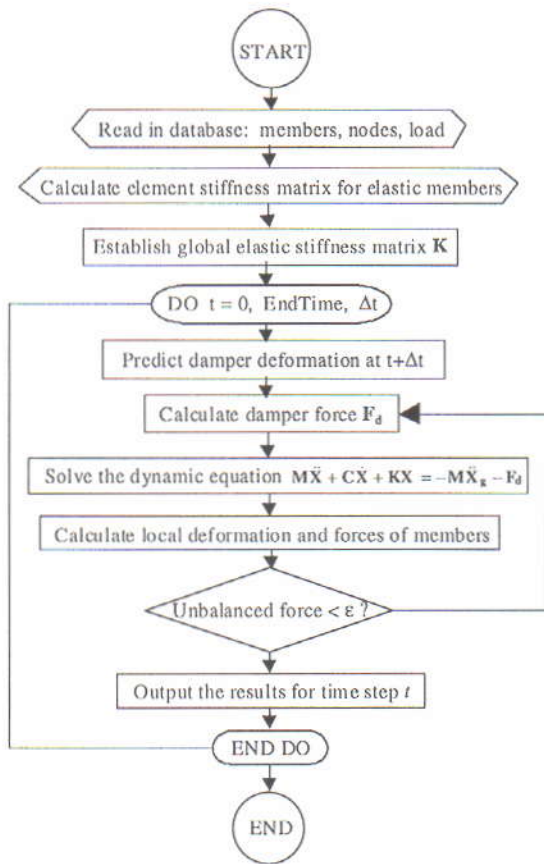 START
Read in database: members, nodes, load
Calculate element stiffness matrix for elastic members
Establish global elastic stiffness matrix K
DO t = 0, EndTime, Δt
Predict damper deformation at t+Δt
Calculate damper force F_d
Solve the dynamic equation MẌ + CẊ + KX = −MẌ_g − F_d
Calculate local deformation and forces of members
Unbalanced force < ε ?
Output the results for time step t
END DO
END